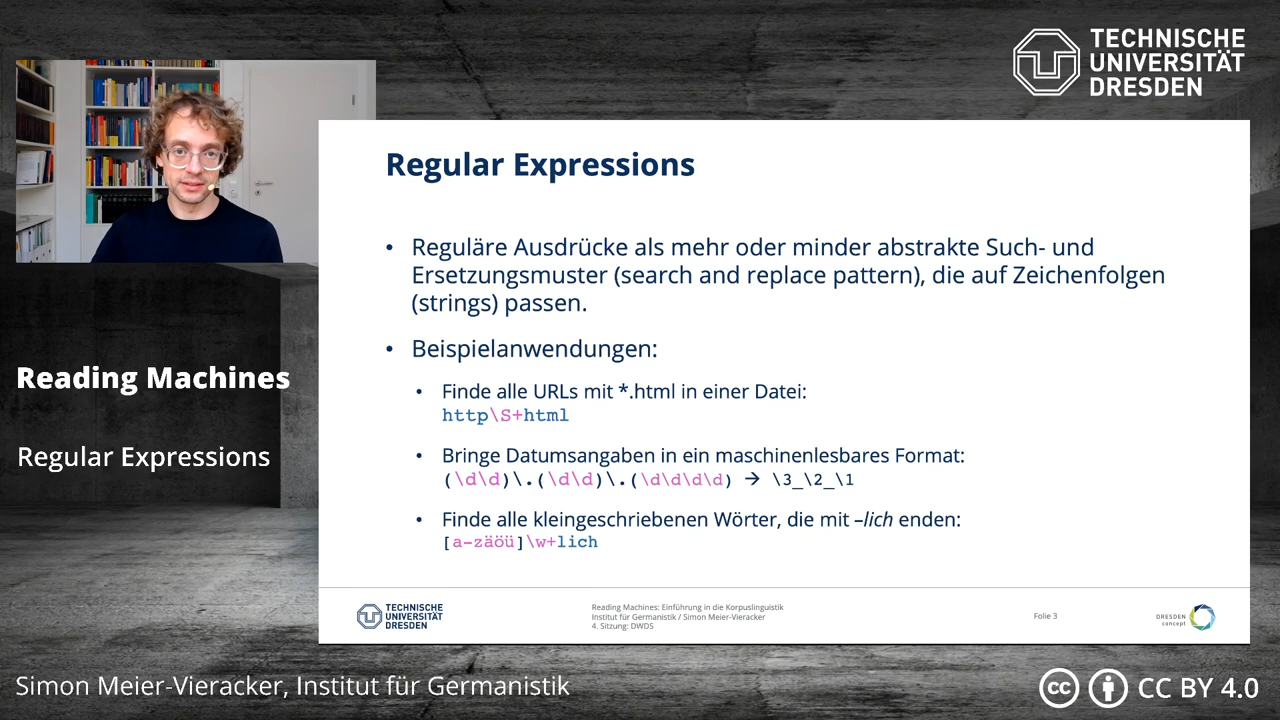 TECHNISCHE
UNIVERSITÄT
DRESDEN
Regular Expressions
• Reguläre Ausdrücke als mehr oder minder abstrakte Such- und
Ersetzungsmuster (search and replace pattern), die auf Zeichenfolgen
(strings) passen.
• Beispielanwendungen:
• Finde alle URLs mit *.html in einer Datei:
http\S+html
• Bringe Datumsangaben in ein maschinenlesbares Format:
(\d\d)\.(\d\d)\.(\d\d\d\d) → \3_\2_\1
• Finde alle kleingeschriebenen Wörter, die mit –lich enden:
[a-zäöü]\w+lich
TECHNISCHE
UNIVERSITÄT
DRESDEN
Reading Machines: Einführung in die Korpuslinguistik
Institut für Germanistik / Simon Meier-Vieracker
4. Sitzung: DWDS
Folie 3
DRESDEN
concept
Reading Machines
Regular Expressions
Simon Meier-Vieracker, Institut für Germanistik
cc CC BY 4.0